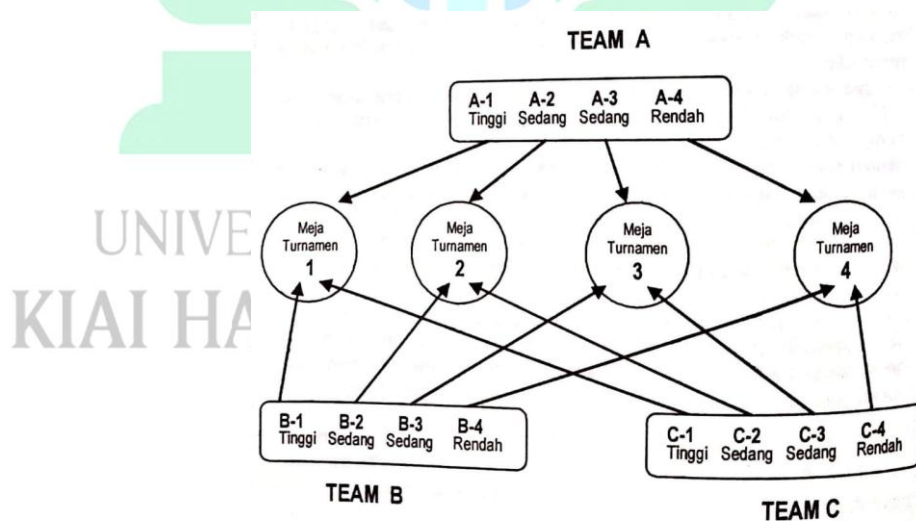 TEAM A
A-1 A-2 A-3 A-4
Tinggi Sedang Sedang Rendah
Meja Turnamen 1
Meja Turnamen 2
Meja Turnamen 3
Meja Turnamen 4
UNIVE
KIAI HA
B-1 B-2 B-3 B-4
Tinggi Sedang Sedang Rendah
TEAM B
C-1 C-2 C-3 C-4
Tinggi Sedang Sedang Rendah
TEAM C